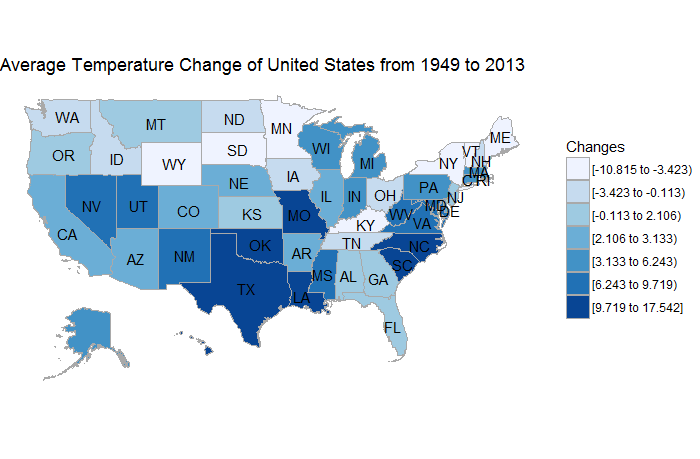 Average Temperature Change of United States from 1949 to 2013
WA
MT
ND
MN
ME
VT
NH
OR
ID
SD
WI
NY
MA
WY
MI
CT
RI
NE
IA
PA
NJ
NV
UT
CO
IL
IN
OH
MD
DE
KS
MO
WV
VA
CA
KY
AZ
NM
OK
AR
TN
NC
TX
LA
MS
AL
GA
SC
FL
Changes
[-10.815 to -3.423)
[-3.423 to -0.113)
[-0.113 to 2.106)
[2.106 to 3.133)
[3.133 to 6.243)
[6.243 to 9.719)
[9.719 to 17.542]